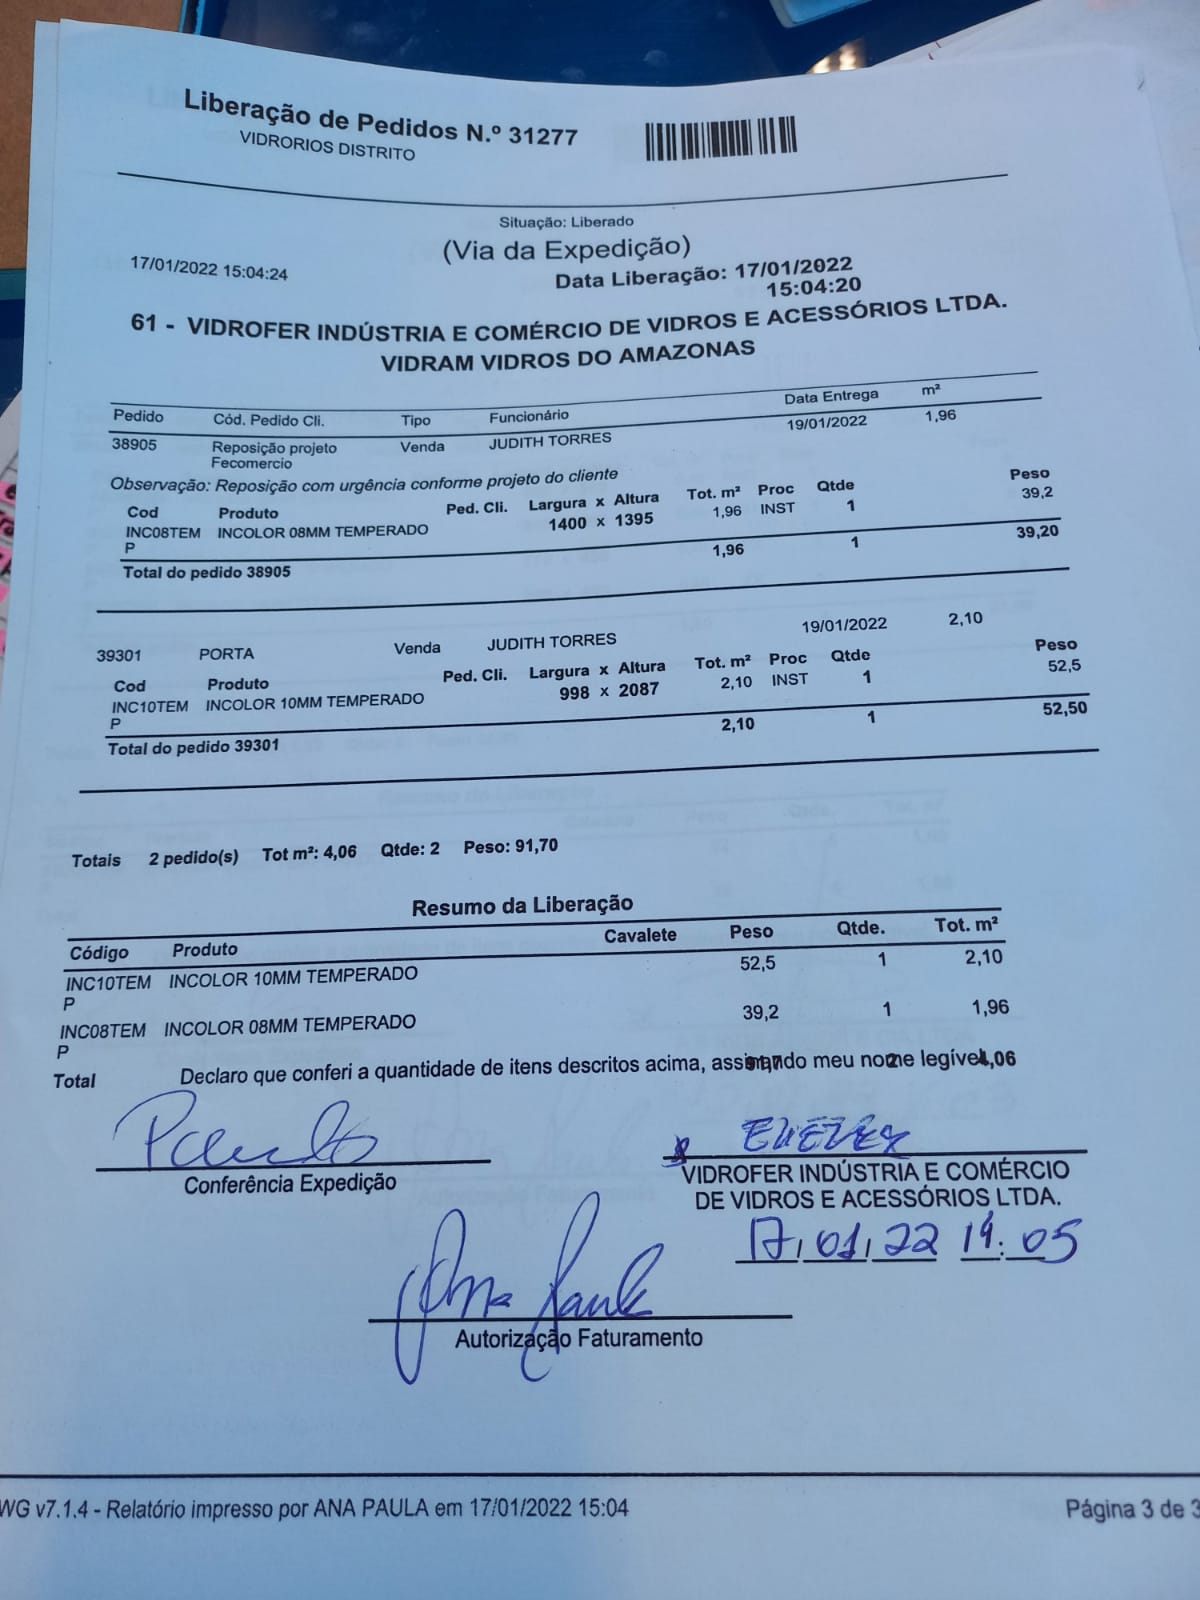 Liberação de Pedidos N.º 31277
VIDRORIOS DISTRITO
Situação: Liberado
(Via da Expedição)
17/01/2022 15:04:24
Data Liberação: 17/01/2022
15:04:20
61 - VIDROFER INDÚSTRIA E COMÉRCIO DE VIDROS E ACESSÓRIOS LTDA.
VIDRAM VIDROS DO AMAZONAS
Pedido Cód. Pedido Cli. Tipo Funcionário Data Entrega m²
38905 Reposição projeto Venda JUDITH TORRES 19/01/2022 1,96
Fecomercio
Observação: Reposição com urgência conforme projeto do cliente
Cod Produto Ped. Cli. Largura x Altura Tot. m² Proc Qtde Peso
INC08TEM INCOLOR 08MM TEMPERADO 1400 x 1395 1,96 INST 1 39,2
P
Total do pedido 38905 1,96 1 39,20
39301 PORTA Venda JUDITH TORRES 19/01/2022 2,10
Cod Produto Ped. Cli. Largura x Altura Tot. m² Proc Qtde Peso
INC10TEM INCOLOR 10MM TEMPERADO 998 x 2087 2,10 INST 1 52,5
P
Total do pedido 39301 2,10 1 52,50
Totais 2 pedido(s) Tot m²: 4,06 Qtde: 2 Peso: 91,70
Resumo da Liberação
Código Produto Cavalete Peso Qtde. Tot. m²
INC10TEM INCOLOR 10MM TEMPERADO 52,5 1 2,10
P
INC08TEM INCOLOR 08MM TEMPERADO 39,2 1 1,96
P
Total 91,7 2 4,06
Declaro que conferi a quantidade de itens descritos acima, assinando meu nome legível.
Conferência Expedição
VIDROFER INDÚSTRIA E COMÉRCIO
DE VIDROS E ACESSÓRIOS LTDA.
17,01,22 14:05
Ana Paula
Autorização Faturamento
WG v7.1.4 - Relatório impresso por ANA PAULA em 17/01/2022 15:04
Página 3 de 3